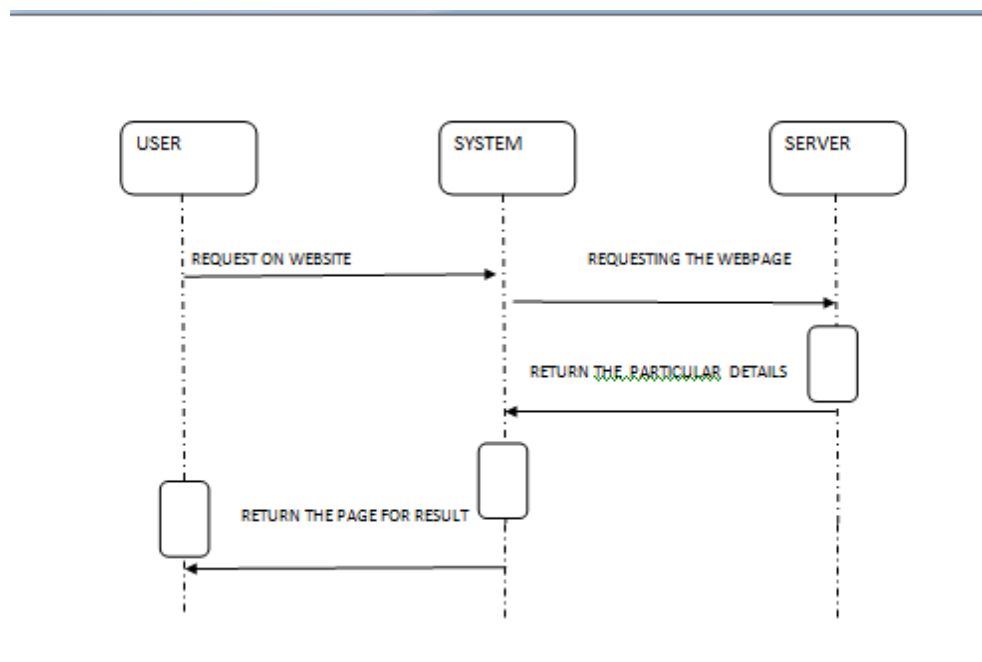 USER
SYSTEM
SERVER
REQUEST ON WEBSITE
REQUESTING THE WEBPAGE
RETURN THE PARTICULAR DETAILS
RETURN THE PAGE FOR RESULT